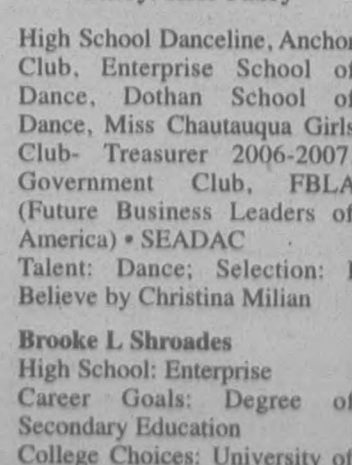 High School Danceline, Anchor
Club, Enterprise School of
Dance, Dothan School of
Dance, Miss Chautauqua Girls
Club- Treasurer 2006-2007
Government Club, FBLA
(Future Business Leaders of
America) • SEADAC
Talent: Dance; Selection: I
Believe by Christina Milian
Brooke L Shroades
High School: Enterprise
Career Goals: Degree of
Secondary Education
College Choices: University of